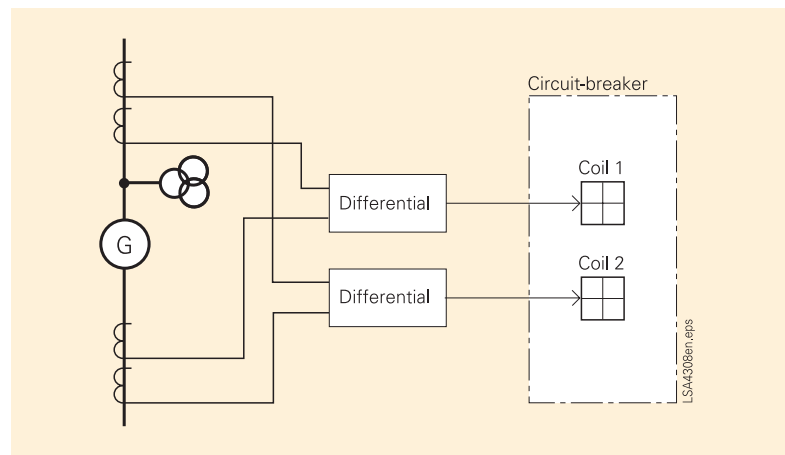 Circuit-breaker
Coil 1
Differential
G
Coil 2
Differential
LSA4308en.eps